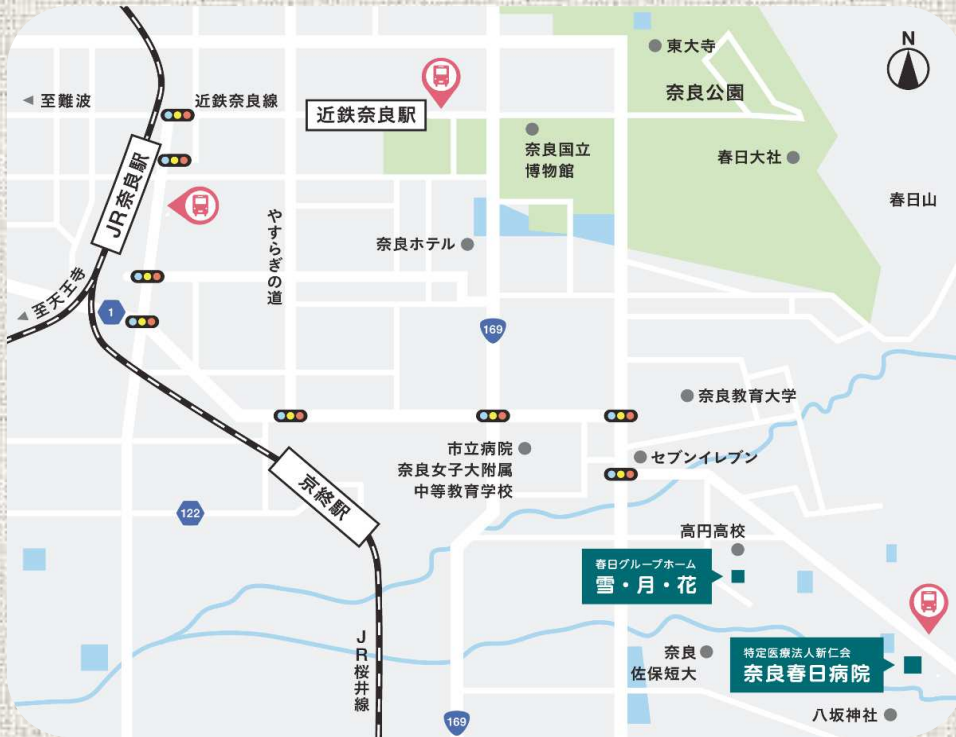 N
東大寺
奈良公園
◀ 至難波
近鉄奈良線
近鉄奈良駅
奈良国立
博物館
春日大社
春日山
JR奈良駅
やすらぎの道
奈良ホテル
◀ 至天王寺
1
169
奈良教育大学
市立病院
奈良女子大附属
中等教育学校
セブンイレブン
京終駅
122
高円高校
春日グループホーム
雪・月・花
JR桜井線
奈良
佐保短大
特定医療法人新仁会
奈良春日病院
169
八坂神社